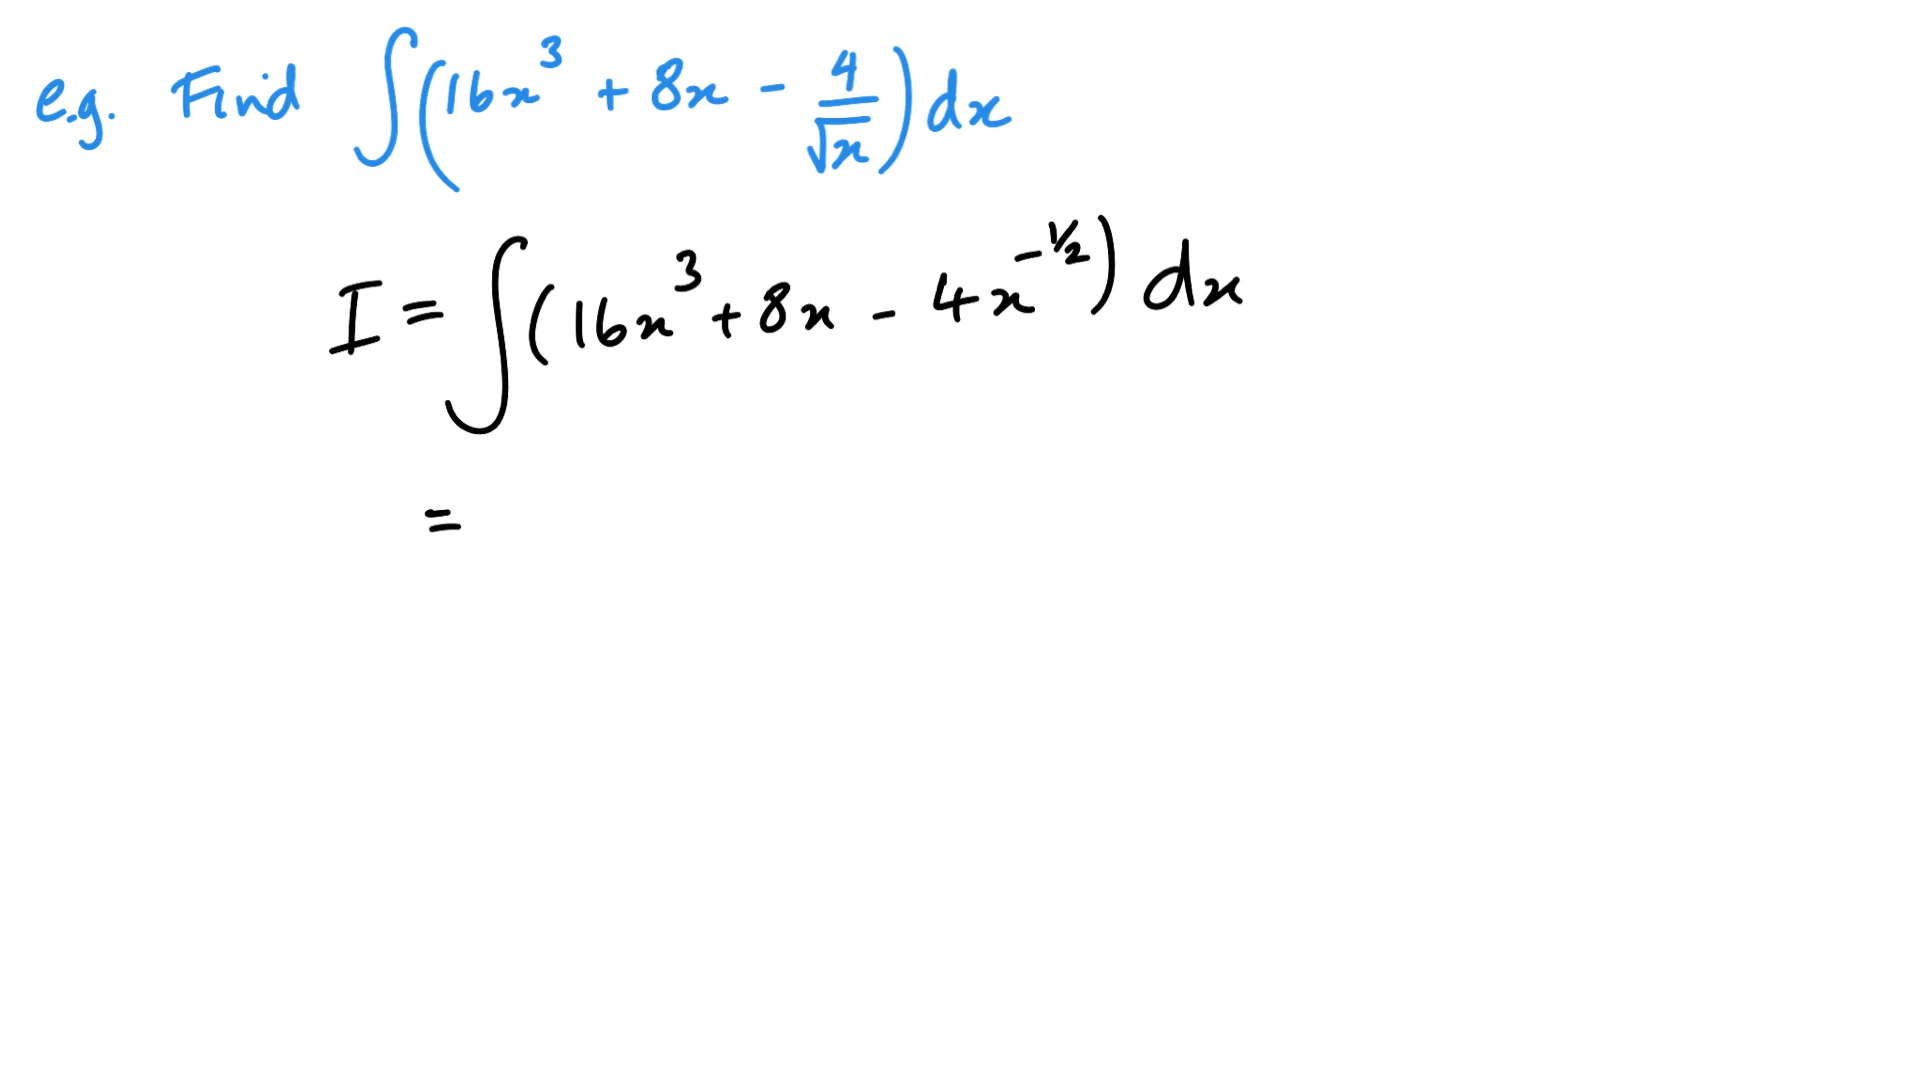 e.g. Find ∫(16x³ + 8x - 4/√x) dx
I = ∫(16x³ + 8x - 4x^(-1/2)) dx
=